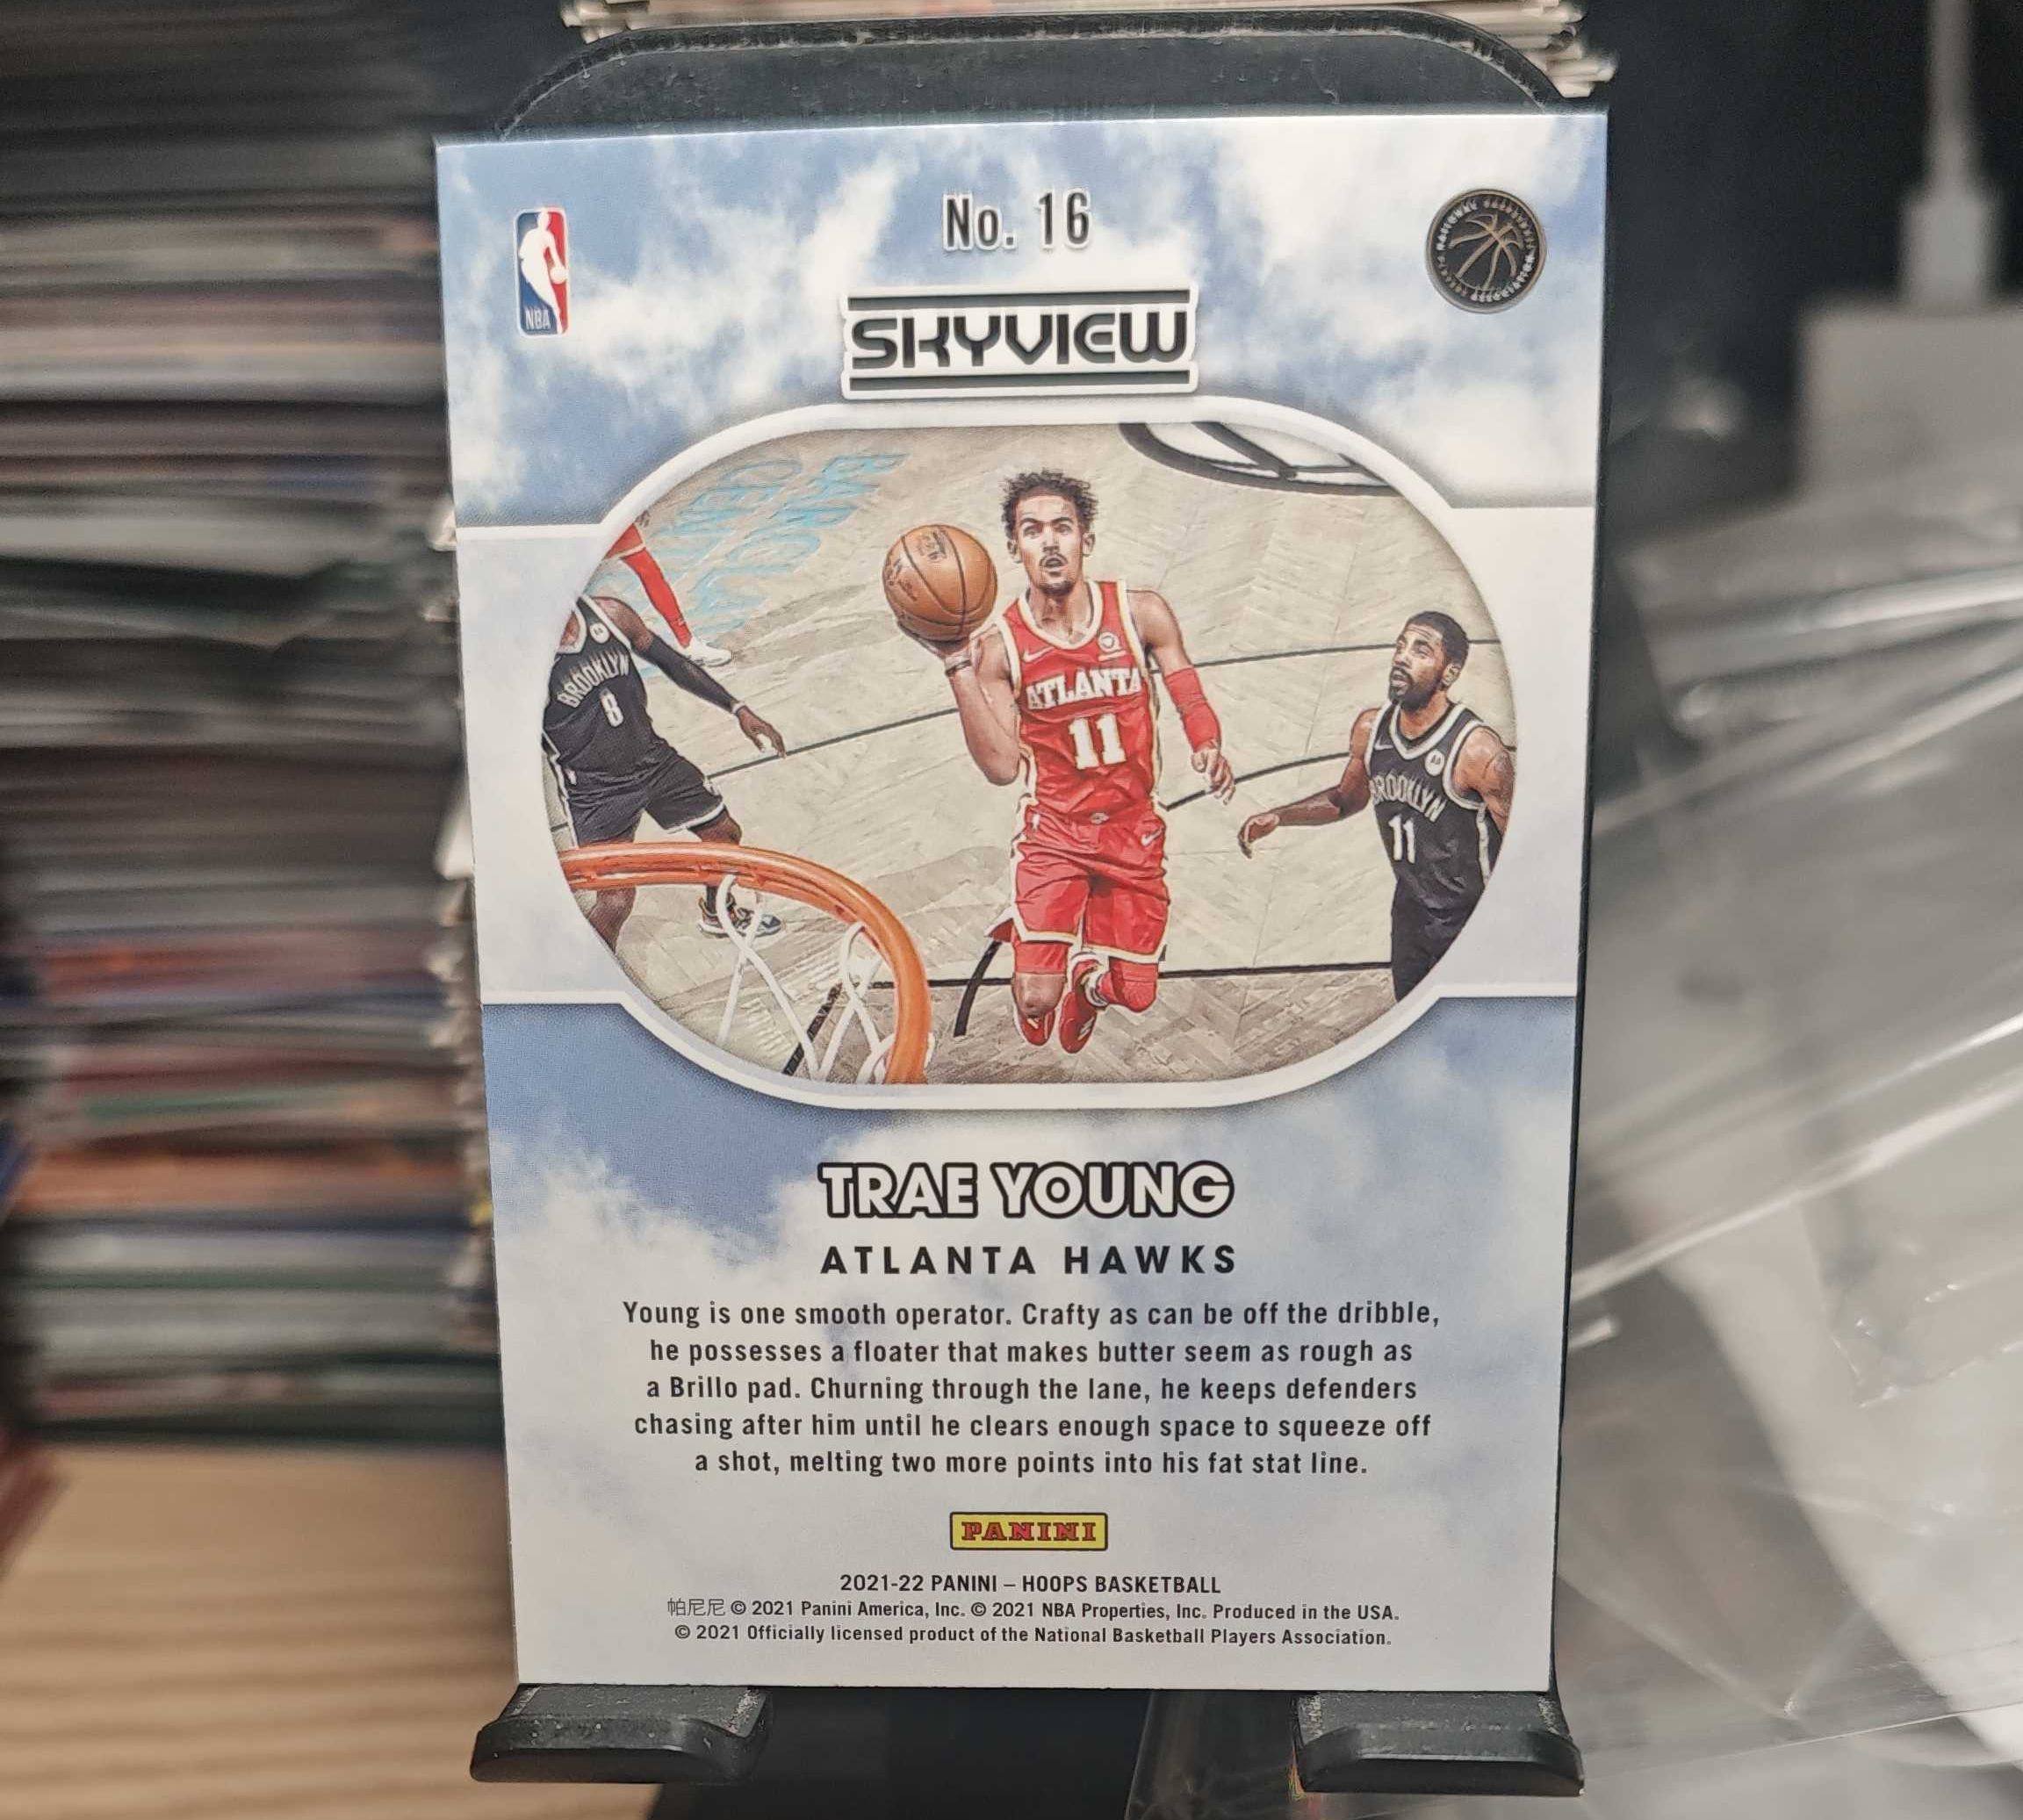 No. 16
NBA
SKYVIEW
BROOKLYN
8
ATLANTA
11
BROOKLYN
11
TRAE YOUNG
ATLANTA HAWKS
Young is one smooth operator. Crafty as can be off the dribble,
he possesses a floater that makes butter seem as rough as
a Brillo pad. Churning through the lane, he keeps defenders
chasing after him until he clears enough space to squeeze off
a shot, melting two more points into his fat stat line.
PANINI
2021-22 PANINI – HOOPS BASKETBALL
帕尼尼 © 2021 Panini America, Inc. © 2021 NBA Properties, Inc. Produced in the USA.
© 2021 Officially licensed product of the National Basketball Players Association.